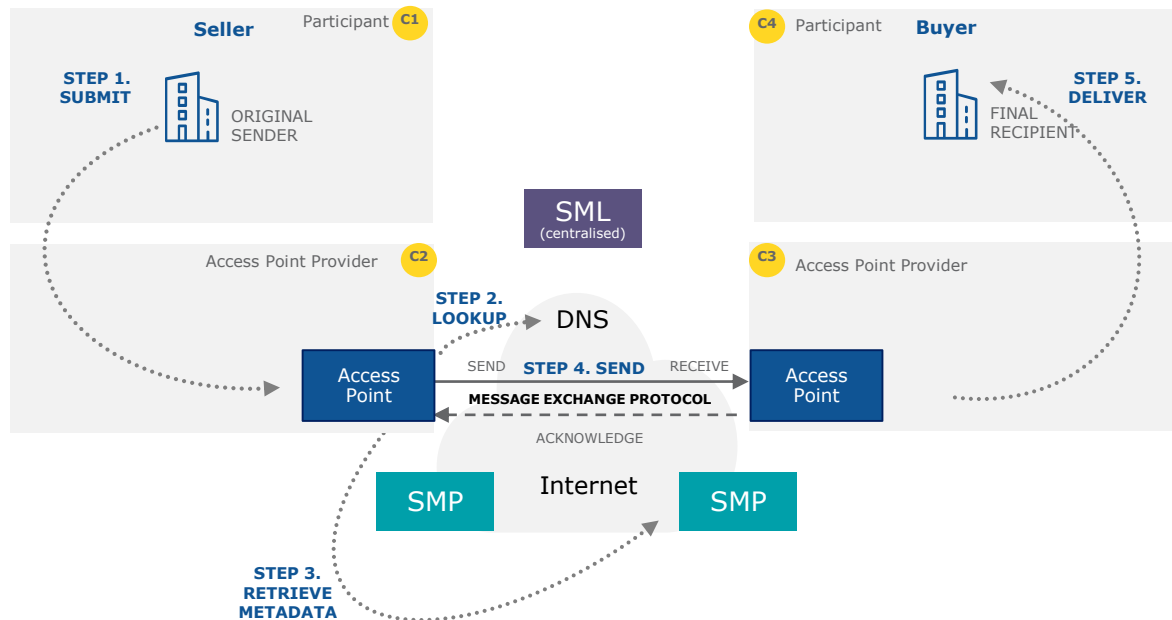 Participant
C1
Seller
STEP 1.
SUBMIT
ORIGINAL
SENDER
C4
Participant
Buyer
STEP 5.
DELIVER
FINAL
RECIPIENT
SML
(centralised)
Access Point Provider
C2
C3
Access Point Provider
STEP 2.
LOOKUP
DNS
Access
Point
SEND
STEP 4. SEND
RECEIVE
MESSAGE EXCHANGE PROTOCOL
ACKNOWLEDGE
Access
Point
Internet
SMP
SMP
STEP 3.
RETRIEVE
METADATA